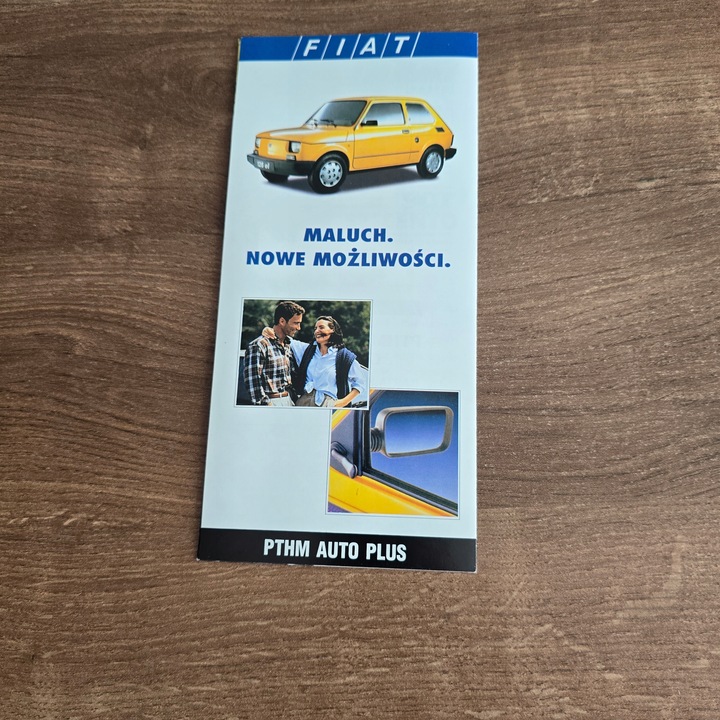 FIAT
MALUCH.
NOWE MOŻLIWOŚCI.
PTHM AUTO PLUS